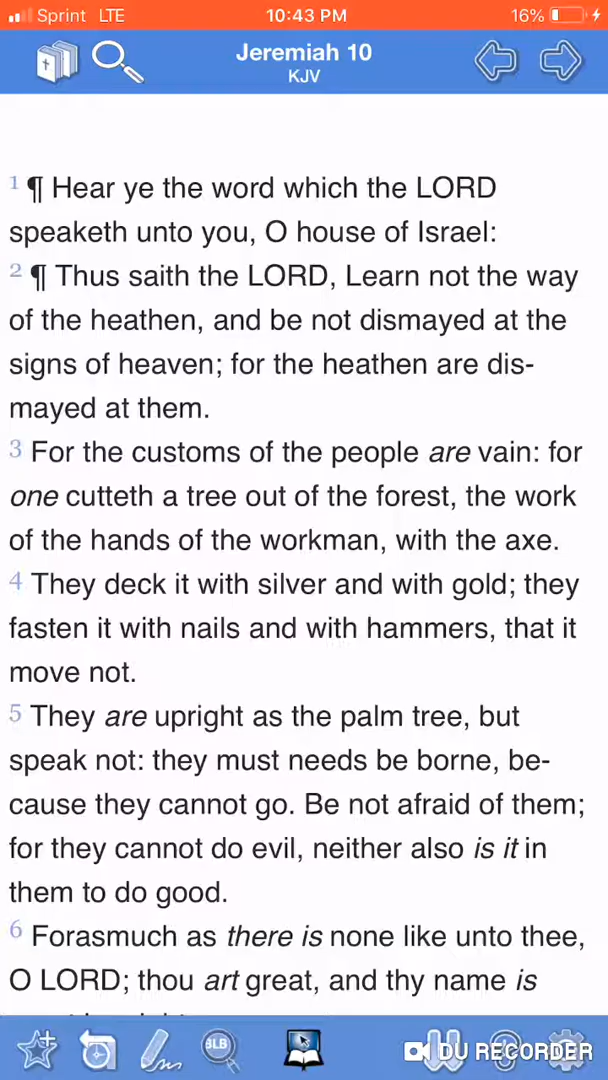 Sprint LTE 10:43 PM 16%
Jeremiah 10
KJV
1 ¶ Hear ye the word which the LORD
speaketh unto you, O house of Israel:
2 ¶ Thus saith the LORD, Learn not the way
of the heathen, and be not dismayed at the
signs of heaven; for the heathen are dis-
mayed at them.
3 For the customs of the people are vain: for
one cutteth a tree out of the forest, the work
of the hands of the workman, with the axe.
4 They deck it with silver and with gold; they
fasten it with nails and with hammers, that it
move not.
5 They are upright as the palm tree, but
speak not: they must needs be borne, be-
cause they cannot go. Be not afraid of them;
for they cannot do evil, neither also is it in
them to do good.
6 Forasmuch as there is none like unto thee,
O LORD; thou art great, and thy name is
BLB
DU RECORDER